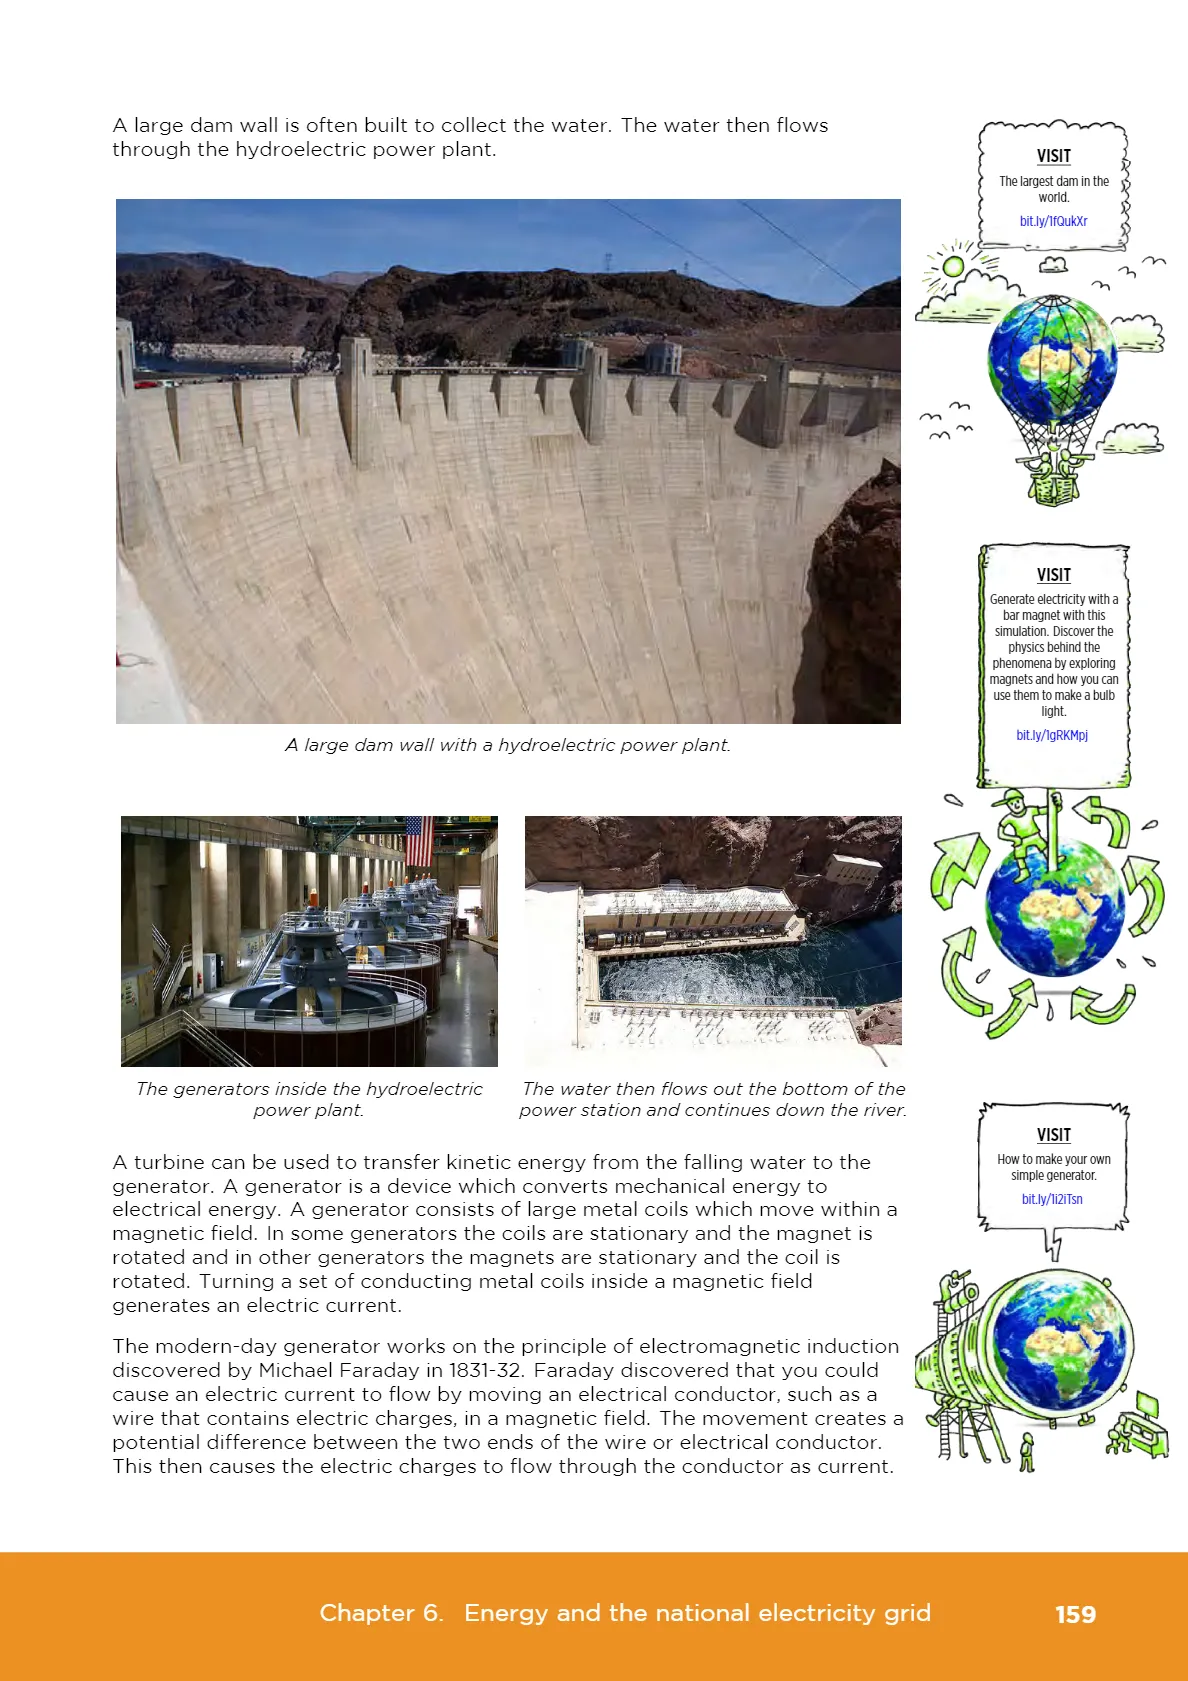 A large dam wall is often built to collect the water. The water then flows
through the hydroelectric power plant.
A large dam wall with a hydroelectric power plant.
The generators inside the hydroelectric
power plant.
The water then flows out the bottom of the
power station and continues down the river.
A turbine can be used to transfer kinetic energy from the falling water to the
generator. A generator is a device which converts mechanical energy to
electrical energy. A generator consists of large metal coils which move within a
magnetic field. In some generators the coils are stationary and the magnet is
rotated and in other generators the magnets are stationary and the coil is
rotated. Turning a set of conducting metal coils inside a magnetic field
generates an electric current.
The modern-day generator works on the principle of electromagnetic induction
discovered by Michael Faraday in 1831-32. Faraday discovered that you could
cause an electric current to flow by moving an electrical conductor, such as a
wire that contains electric charges, in a magnetic field. The movement creates a
potential difference between the two ends of the wire or electrical conductor.
This then causes the electric charges to flow through the conductor as current.
VISIT
The largest dam in the
world.
bit.ly/1fQukXr
VISIT
Generate electricity with a
bar magnet with this
simulation. Discover the
physics behind the
phenomena by exploring
magnets and how you can
use them to make a bulb
light.
bit.ly/1gRKMpj
VISIT
How to make your own
simple generator.
bit.ly/1i2iTsn
Chapter 6. Energy and the national electricity grid
159